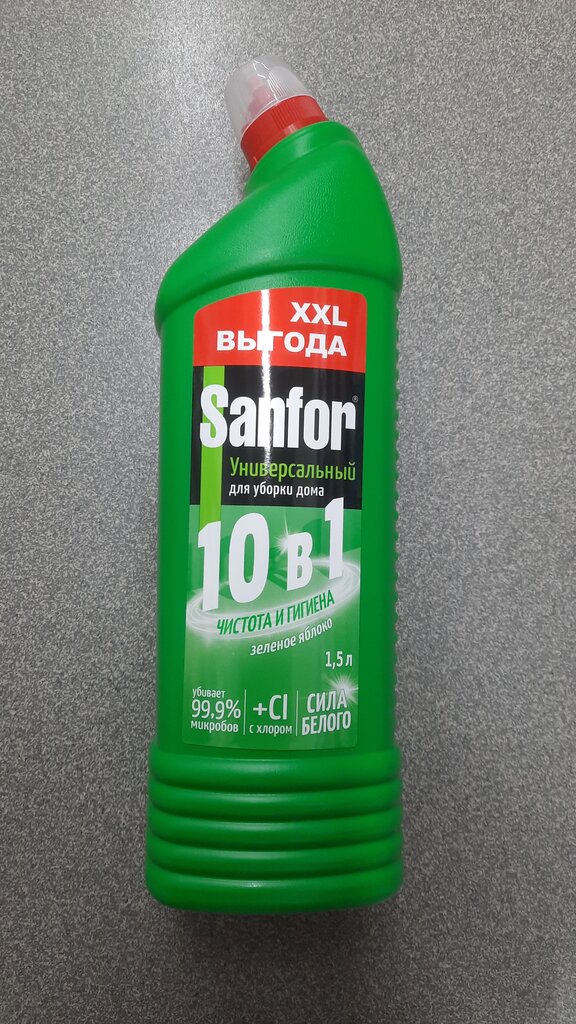 XXL
ВЫГОДА
Sanfor®
Универсальный
для уборки дома
10 в 1
ЧИСТОТА И ГИГИЕНА
зеленое яблоко
1,5 л
убивает
99,9%
микробов
+Cl
с хлором
СИЛА
БЕЛОГО